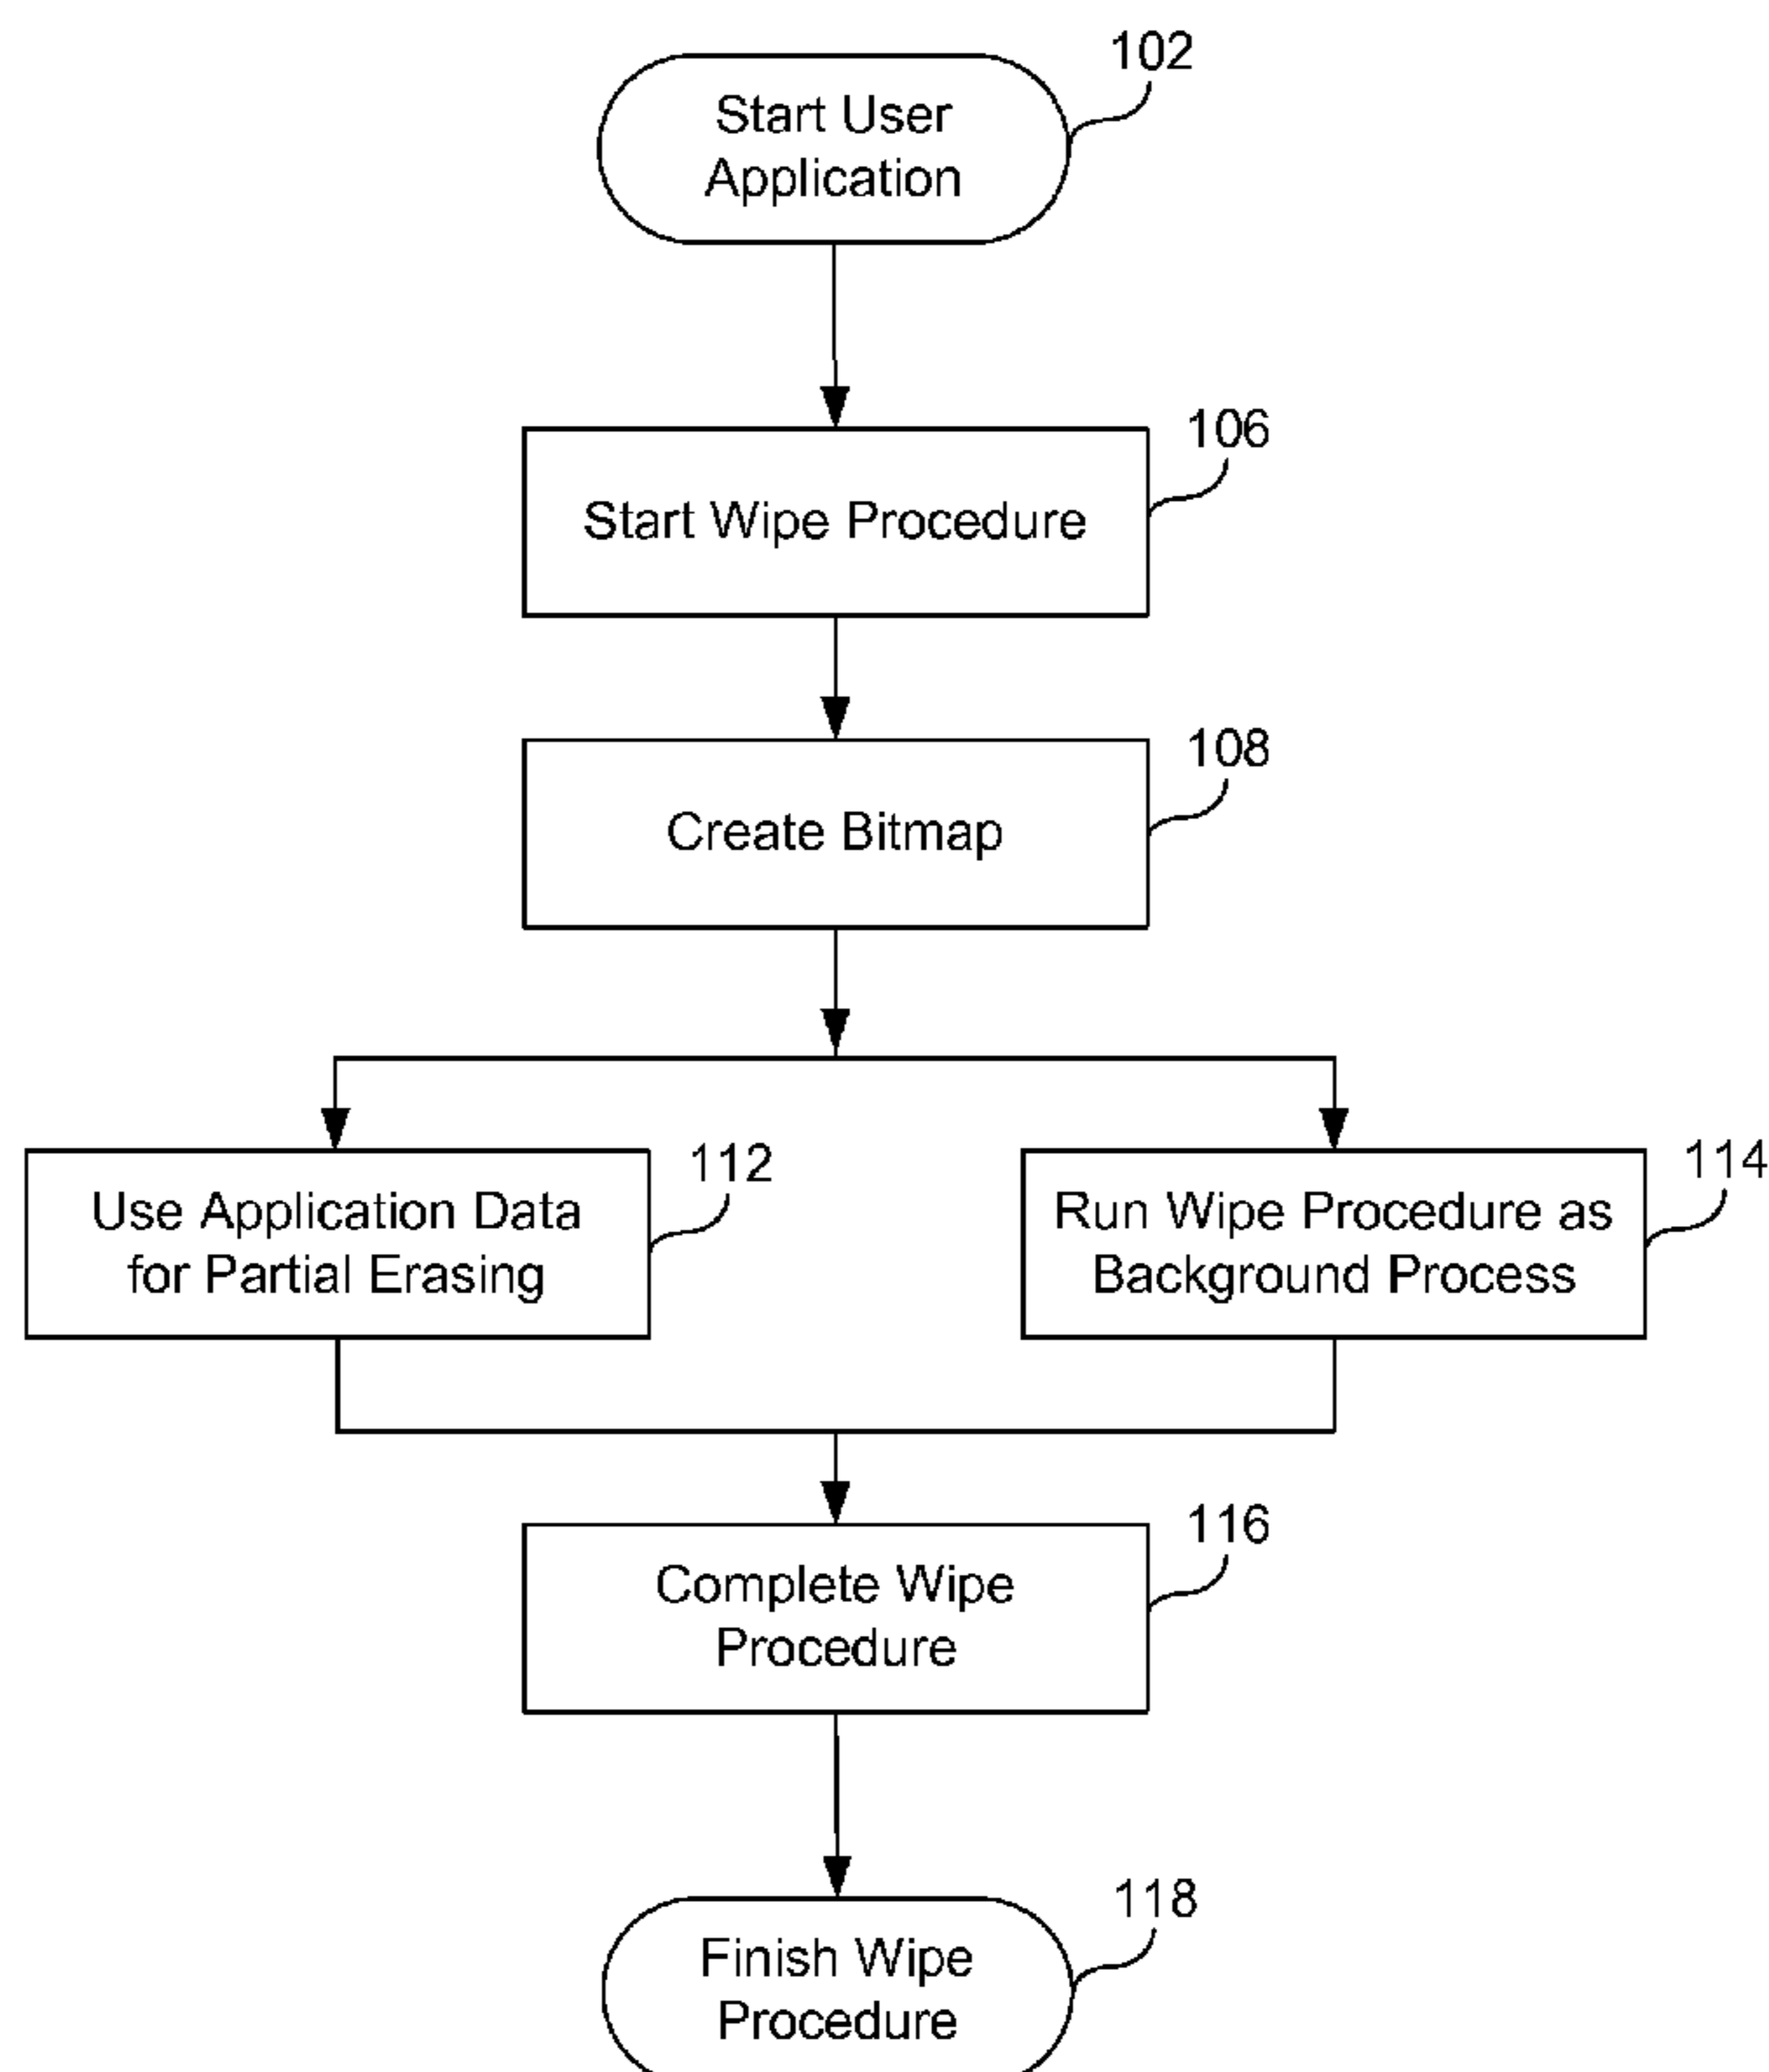 102
Start User
Application
106
Start Wipe Procedure
108
Create Bitmap
112
Use Application Data
for Partial Erasing
114
Run Wipe Procedure as
Background Process
116
Complete Wipe
Procedure
118
Finish Wipe
Procedure